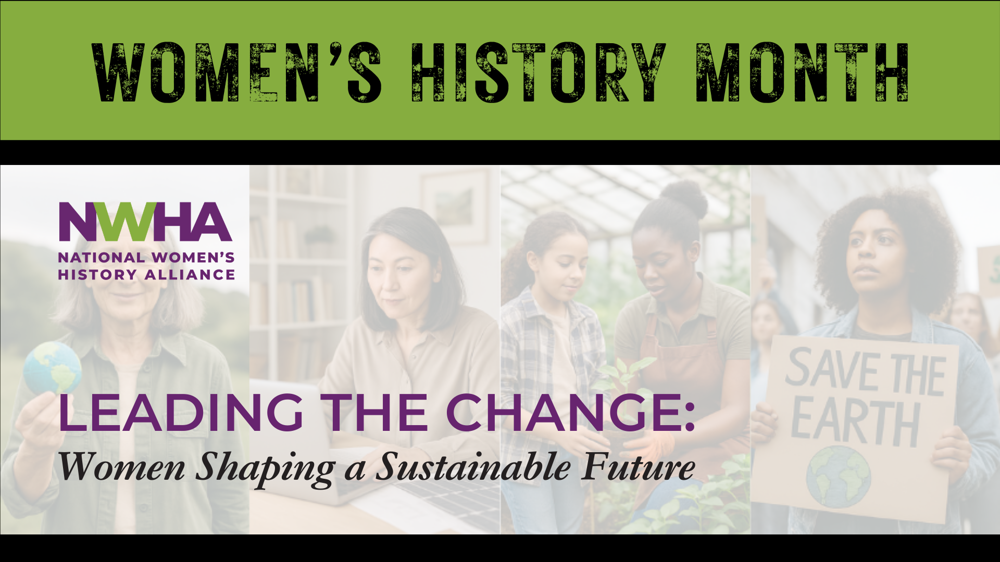 WOMEN’S HISTORY MONTH
NWHA
NATIONAL WOMEN’S
HISTORY ALLIANCE
SAVE THE
EARTH
LEADING THE CHANGE:
Women Shaping a Sustainable Future